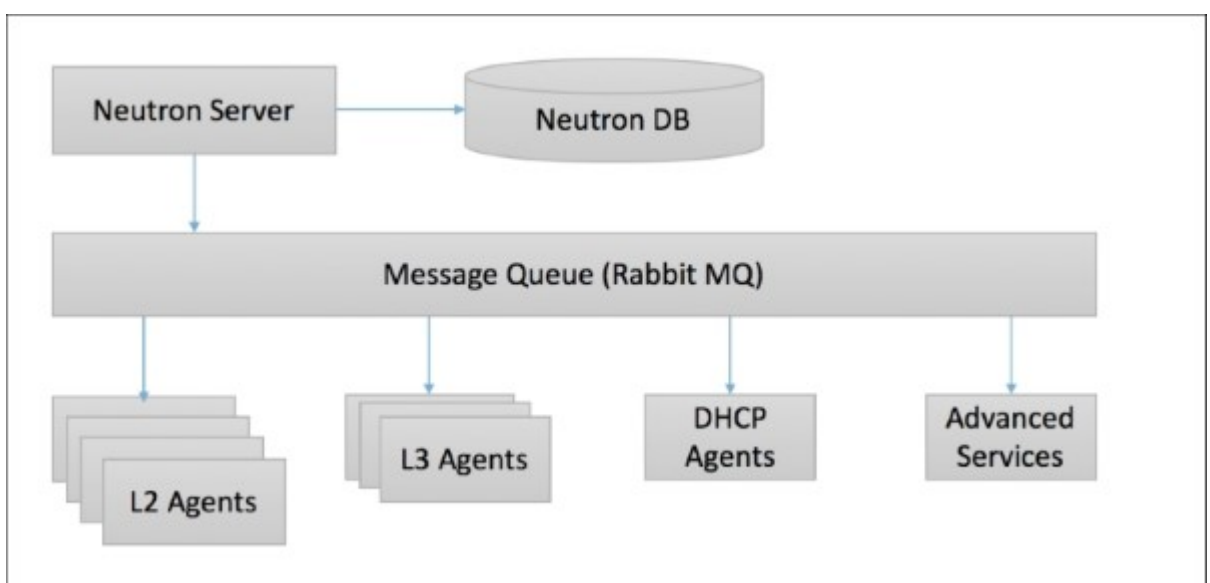 Neutron Server
Neutron DB
Message Queue (Rabbit MQ)
L2 Agents
L3 Agents
DHCP
Agents
Advanced
Services